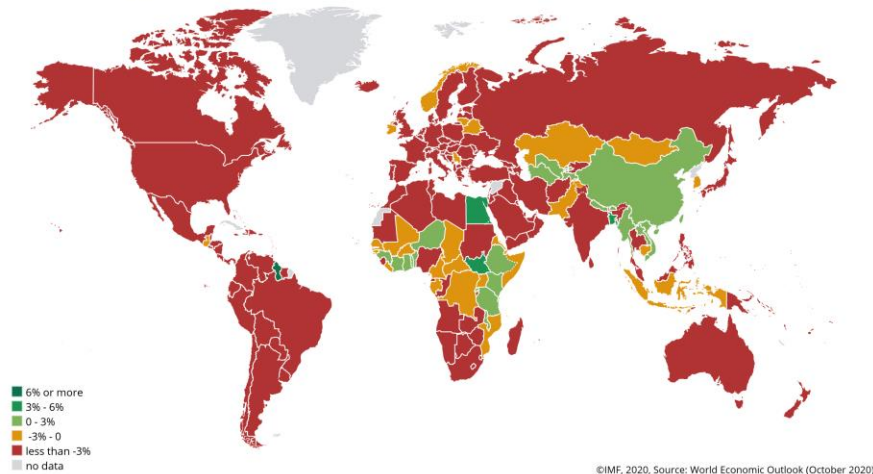 6% or more
3% - 6%
0 - 3%
-3% - 0
less than -3%
no data
©IMF, 2020, Source: World Economic Outlook (October 2020)